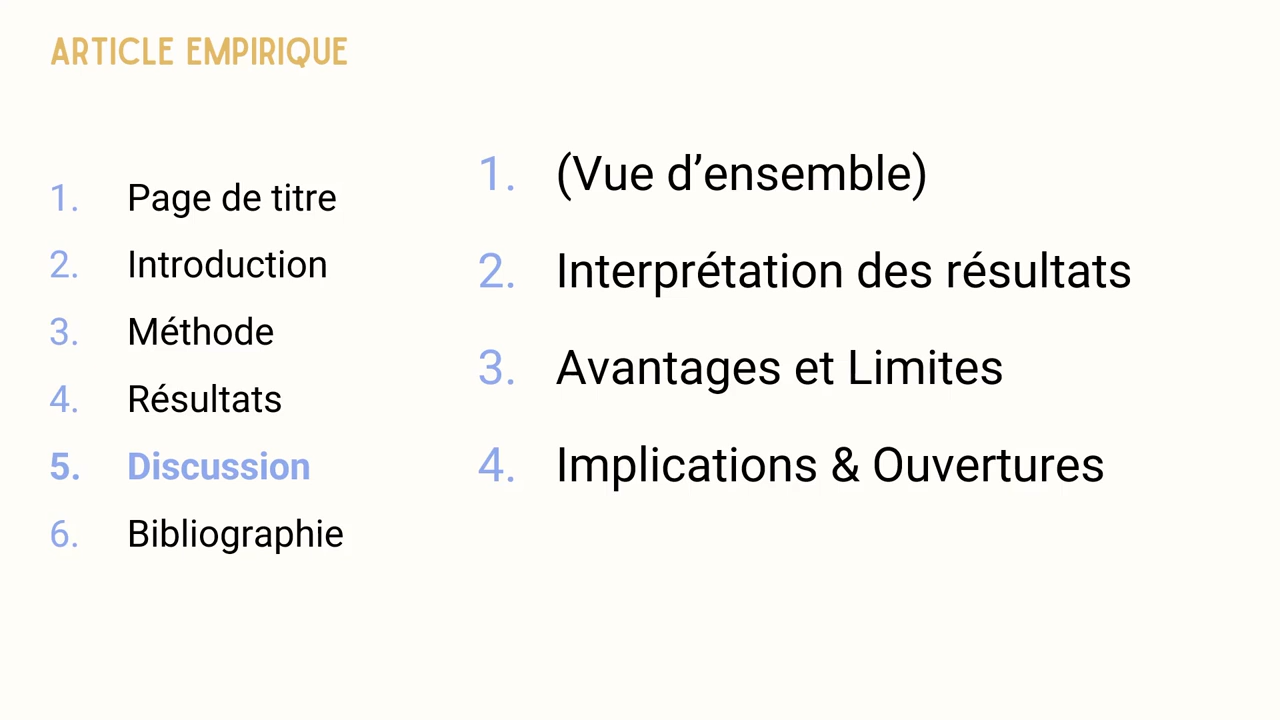 ARTICLE EMPIRIQUE
1. Page de titre
2. Introduction
3. Méthode
4. Résultats
5. Discussion
6. Bibliographie
1. (Vue d’ensemble)
2. Interprétation des résultats
3. Avantages et Limites
4. Implications & Ouvertures